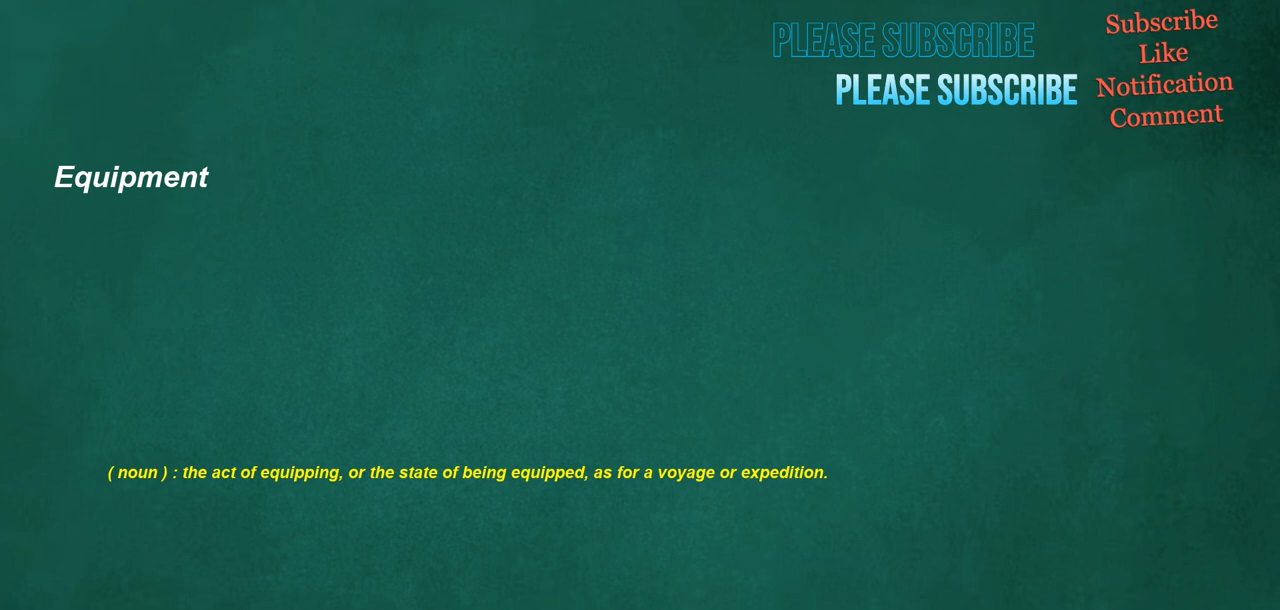 PLEASE SUBSCRIBE
PLEASE SUBSCRIBE
Subscribe
Like
Notification
Comment
Equipment
( noun ) : the act of equipping, or the state of being equipped, as for a voyage or expedition.